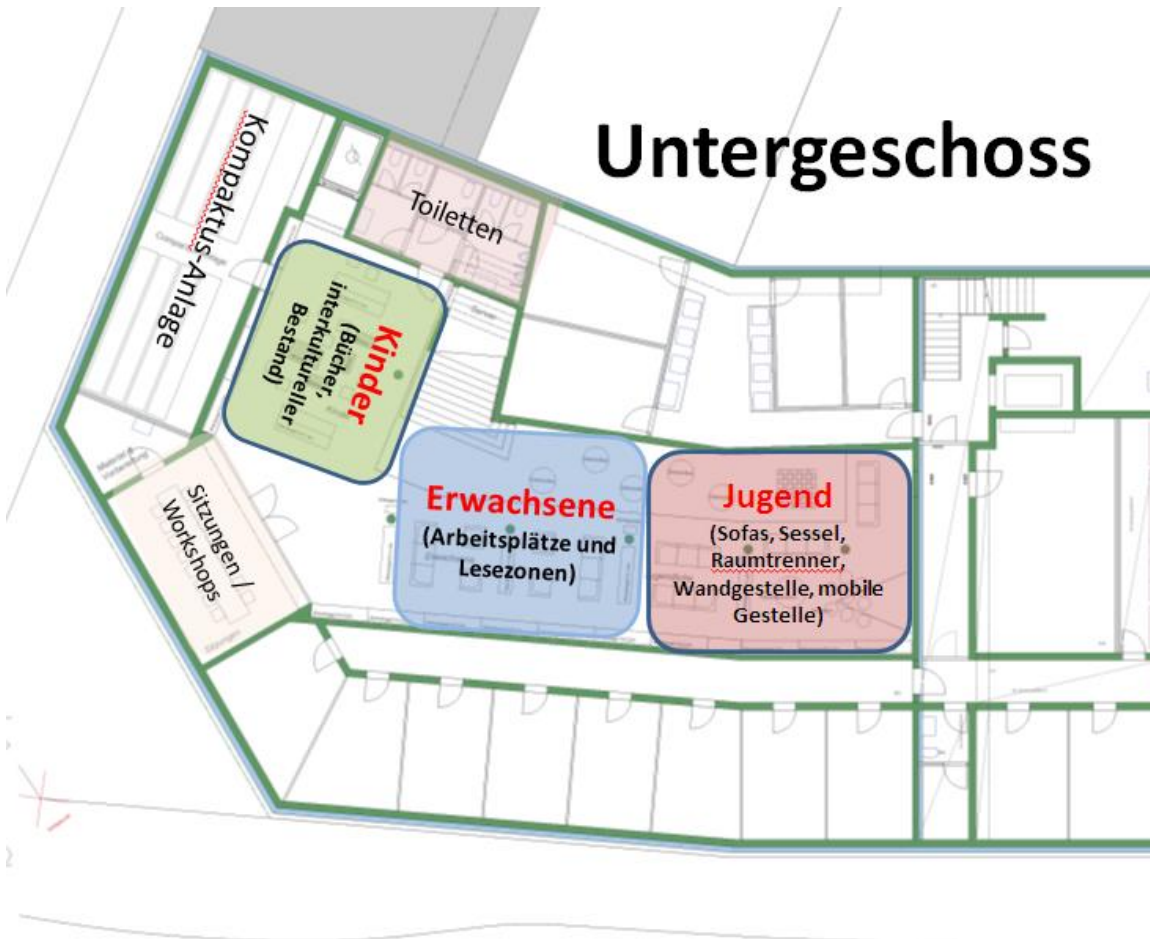 Untergeschoss
Kompaktus-Anlage
Toiletten
Kinder
(Bücher,
interkultureller
Bestand)
Erwachsene
(Arbeitsplätze und
Lesezonen)
Jugend
(Sofas, Sessel,
Raumtrenner,
Wandgestelle, mobile
Gestelle)
Sitzungen /
Workshops